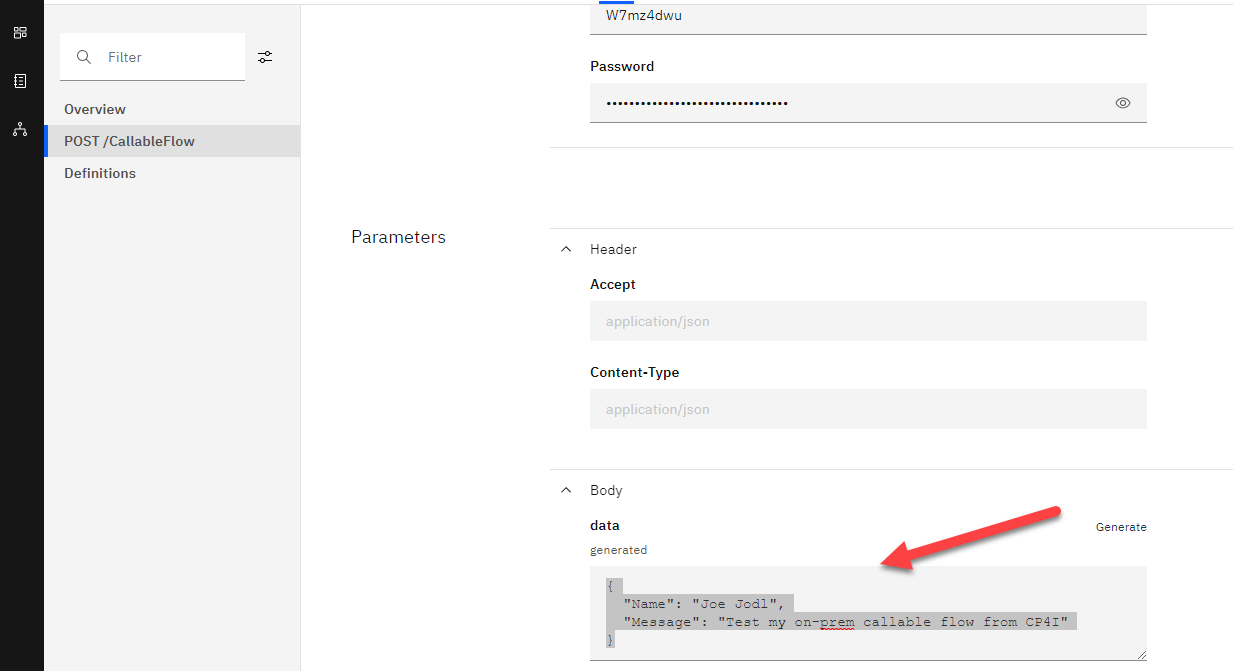 W7mz4dwu
Filter
Password
••••••••••••••••••••••••••••••••
Overview
POST /CallableFlow
Definitions
Parameters
Header
Accept
application/json
Content-Type
application/json
Body
data
Generate
generated
{
"Name": "Joe Jodl",
"Message": "Test my on-prem callable flow from CP4I"
}